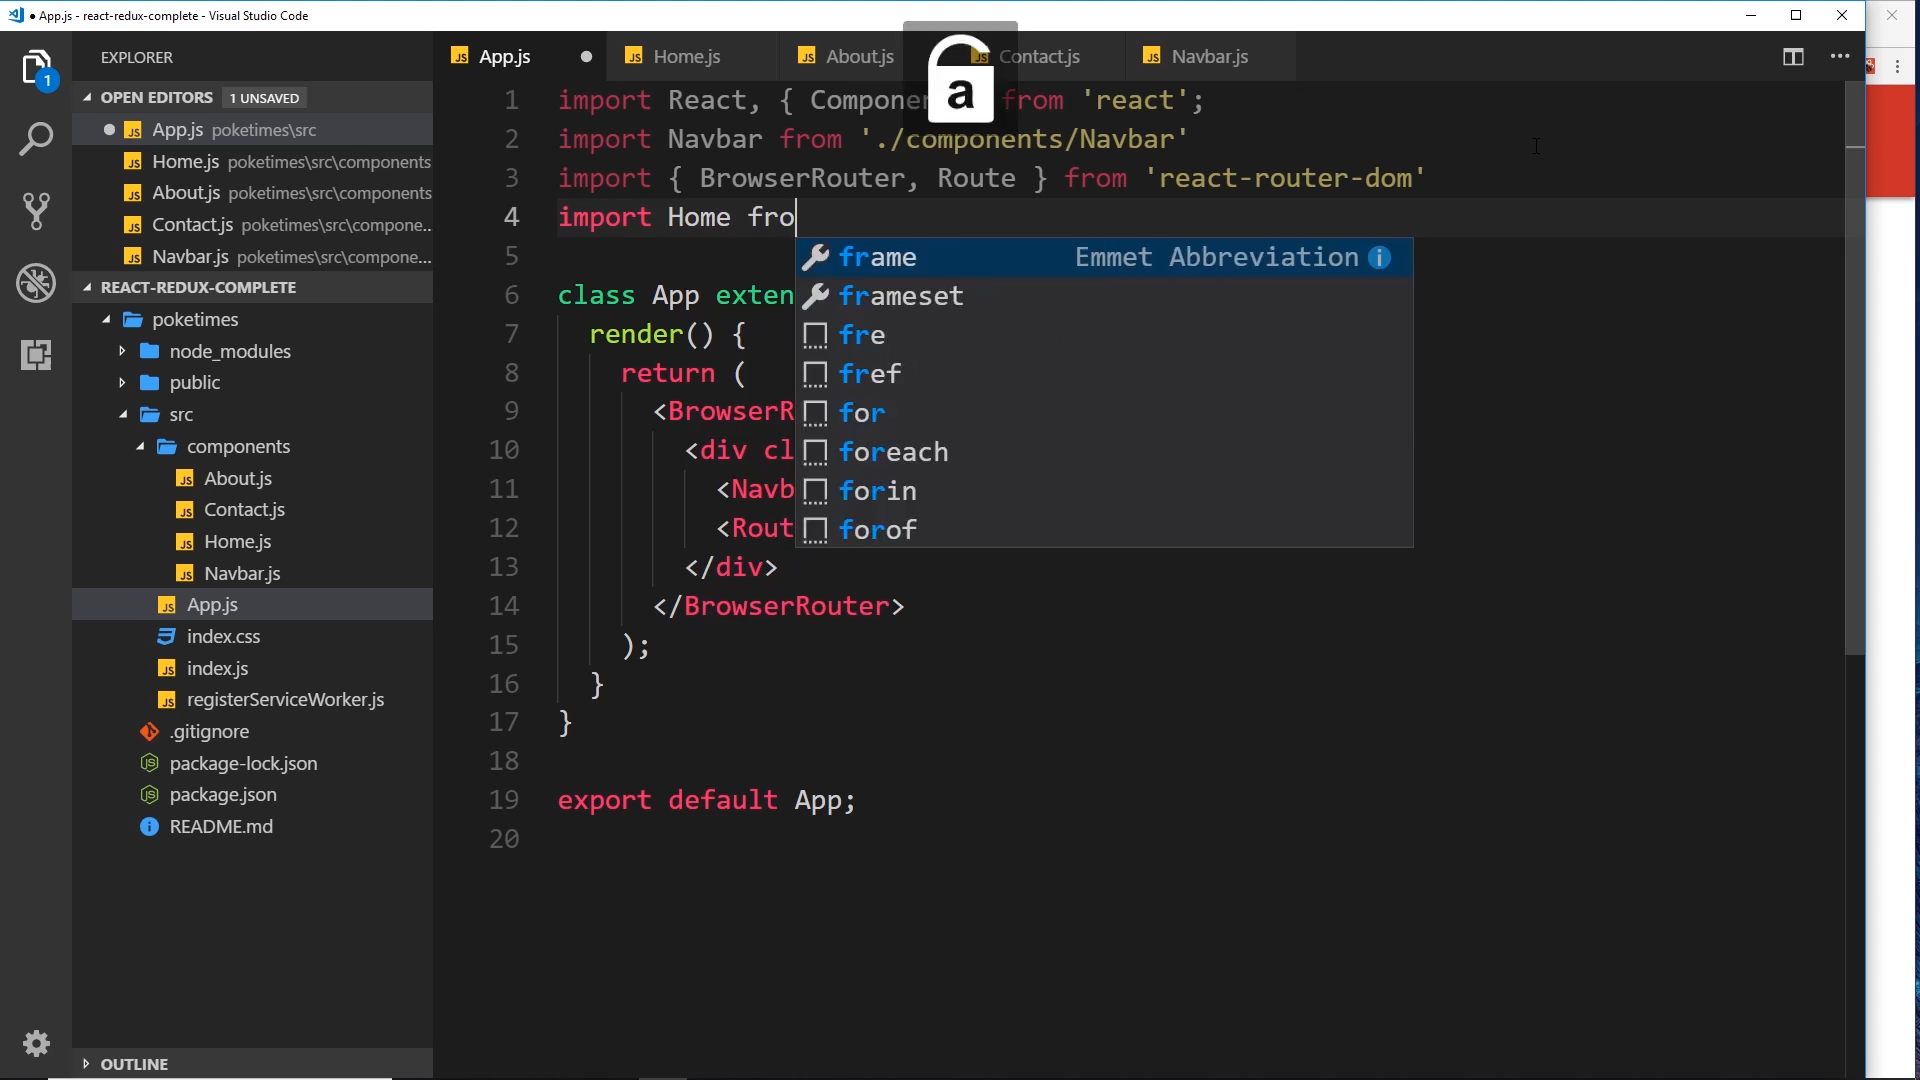 App.js - react-redux-complete - Visual Studio Code
EXPLORER
1
OPEN EDITORS 1 UNSAVED
App.js poketimes\src
Home.js poketimes\src\components
About.js poketimes\src\components
Contact.js poketimes\src\compone...
Navbar.js poketimes\src\compone...
REACT-REDUX-COMPLETE
poketimes
node_modules
public
src
components
About.js
Contact.js
Home.js
Navbar.js
App.js
index.css
index.js
registerServiceWorker.js
.gitignore
package-lock.json
package.json
README.md
OUTLINE
App.js Home.js About.js Contact.js Navbar.js
a
1 import React, { Componen from 'react';
2 import Navbar from './components/Navbar'
3 import { BrowserRouter, Route } from 'react-router-dom'
4 import Home fro
5
6 class App exten
7 render() {
8 return (
9 <BrowserR
10 <div cl
11 <Navb
12 <Rout
13 </div>
14 </BrowserRouter>
15 );
16 }
17 }
18
19 export default App;
20
frame Emmet Abbreviation
frameset
fre
fref
for
foreach
forin
forof